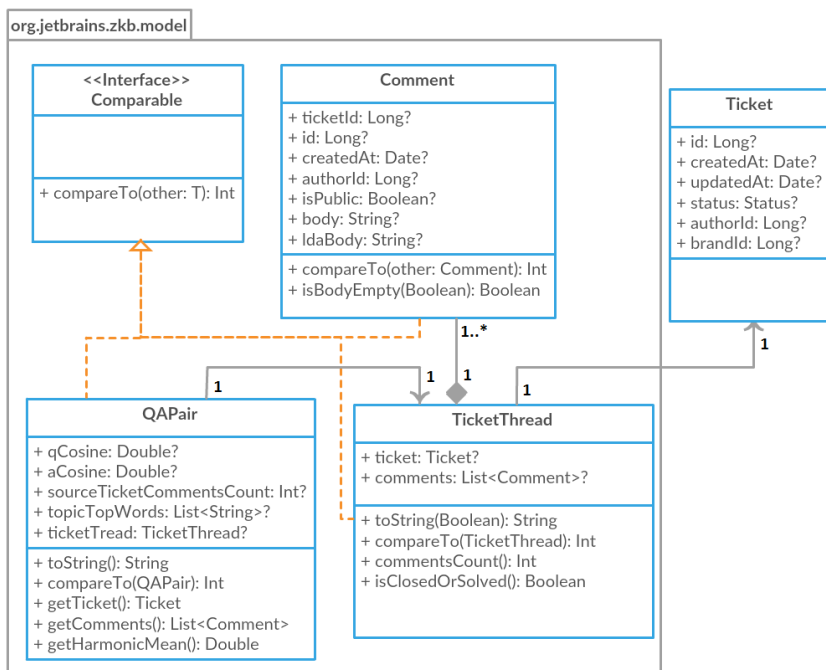 org.jetbrains.zkb.model
<<Interface>>
Comparable
+ compareTo(other: T): Int
Comment
+ ticketId: Long?
+ id: Long?
+ createdAt: Date?
+ authorId: Long?
+ isPublic: Boolean?
+ body: String?
+ ldaBody: String?
+ compareTo(other: Comment): Int
+ isBodyEmpty(Boolean): Boolean
Ticket
+ id: Long?
+ createdAt: Date?
+ updatedAt: Date?
+ status: Status?
+ authorId: Long?
+ brandId: Long?
1..*
1
1
1
1
1
QAPair
+ qCosine: Double?
+ aCosine: Double?
+ sourceTicketCommentsCount: Int?
+ topicTopWords: List<String>?
+ ticketTread: TicketThread?
+ toString(): String
+ compareTo(QAPair): Int
+ getTicket(): Ticket
+ getComments(): List<Comment>
+ getHarmonicMean(): Double
TicketThread
+ ticket: Ticket?
+ comments: List<Comment>?
+ toString(Boolean): String
+ compareTo(TicketThread): Int
+ commentsCount(): Int
+ isClosedOrSolved(): Boolean